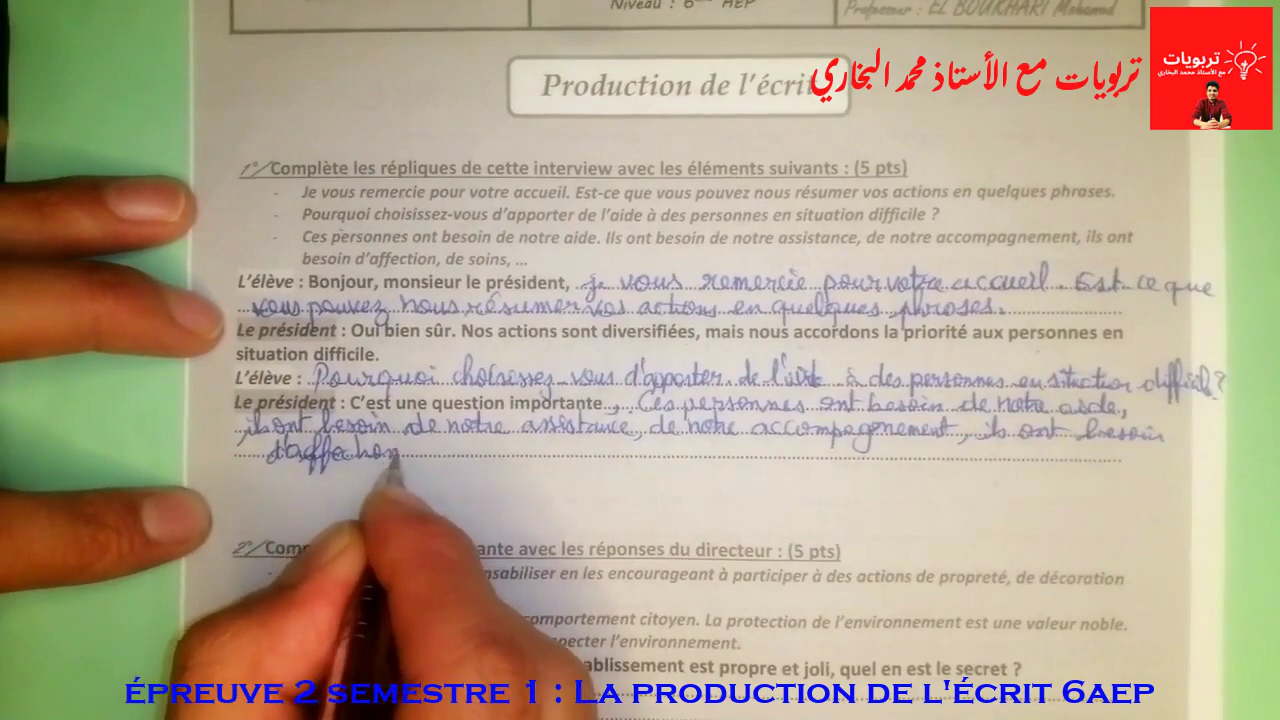 Niveau : 6ème AEP
Professeur : EL BOUKHARI Mohamed
Production de l'écrit
تربويات مع الأستاذ محمد البخاري
تربويات
مع الأستاذ محمد البخاري
1°/ Complète les répliques de cette interview avec les éléments suivants : (5 pts)
- Je vous remercie pour votre accueil. Est-ce que vous pouvez nous résumer vos actions en quelques phrases.
- Pourquoi choisissez-vous d'apporter de l'aide à des personnes en situation difficile ?
- Ces personnes ont besoin de notre aide. Ils ont besoin de notre assistance, de notre accompagnement, ils ont
besoin d'affection, de soins, ...
L'élève : Bonjour, monsieur le président, je vous remercie pour votre accueil. Est-ce que
vous pouvez nous résumer vos actions en quelques phrases.
Le président : Oui bien sûr. Nos actions sont diversifiées, mais nous accordons la priorité aux personnes en
situation difficile.
L'élève : Pourquoi choisissez-vous d'apporter de l'aide à des personnes en situation difficile ?
Le président : C'est une question importante, Ces personnes ont besoin de notre aide,
, ils ont besoin de notre assistance, de notre accompagnement, ils ont besoin
d'affection
2°/ Com ante avec les réponses du directeur : (5 pts)
nsabiliser en les encourageant à participer à des actions de propreté, de décoration
comportement citoyen. La protection de l'environnement est une valeur noble.
pecter l'environnement.
ablissement est propre et joli, quel en est le secret ?
épreuve 2 semestre 1 : La production de l'écrit 6aep